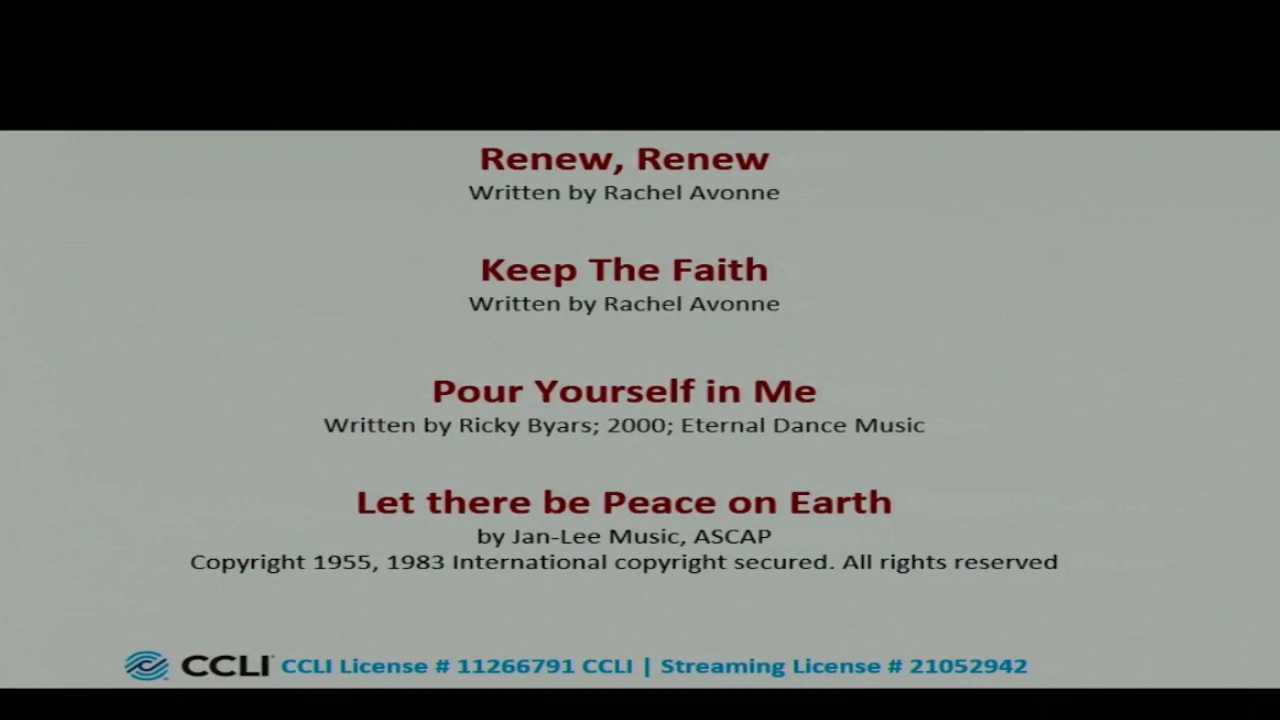 Renew, Renew
Written by Rachel Avonne
Keep The Faith
Written by Rachel Avonne
Pour Yourself in Me
Written by Ricky Byars; 2000; Eternal Dance Music
Let there be Peace on Earth
by Jan-Lee Music, ASCAP
Copyright 1955, 1983 International copyright secured. All rights reserved
CCLI CCLI License # 11266791 CCLI | Streaming License # 21052942